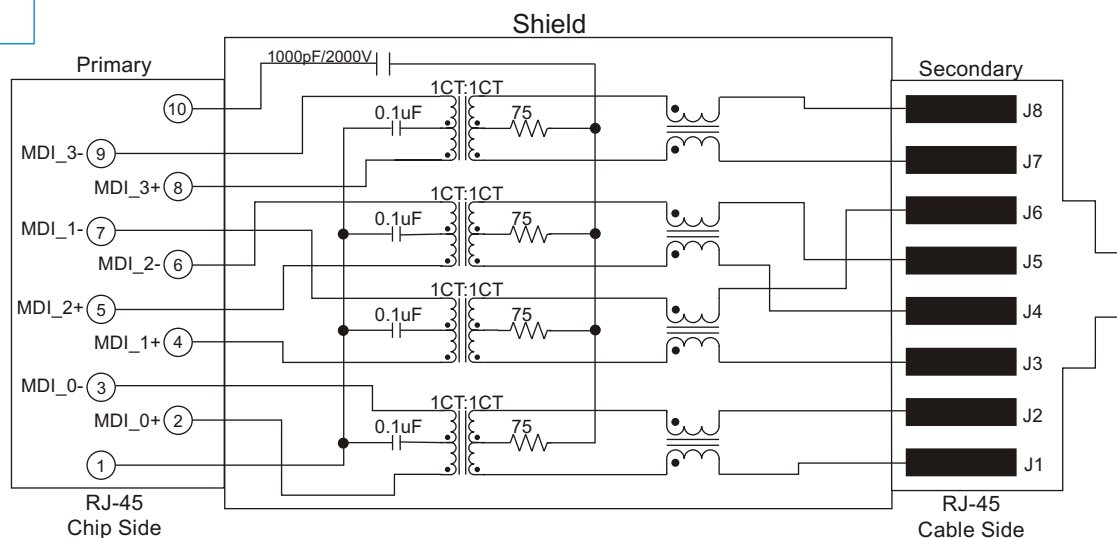 Shield
Primary
1000pF/2000V
Secondary
10
1CT:1CT
0.1uF
75
J8
MDI_3-
9
J7
MDI_3+
8
1CT:1CT
J6
MDI_1-
7
0.1uF
75
MDI_2-
6
J5
1CT:1CT
MDI_2+
5
0.1uF
75
J4
MDI_1+
4
J3
MDI_0-
3
1CT:1CT
J2
MDI_0+
2
0.1uF
75
1
J1
RJ-45
Chip Side
RJ-45
Cable Side